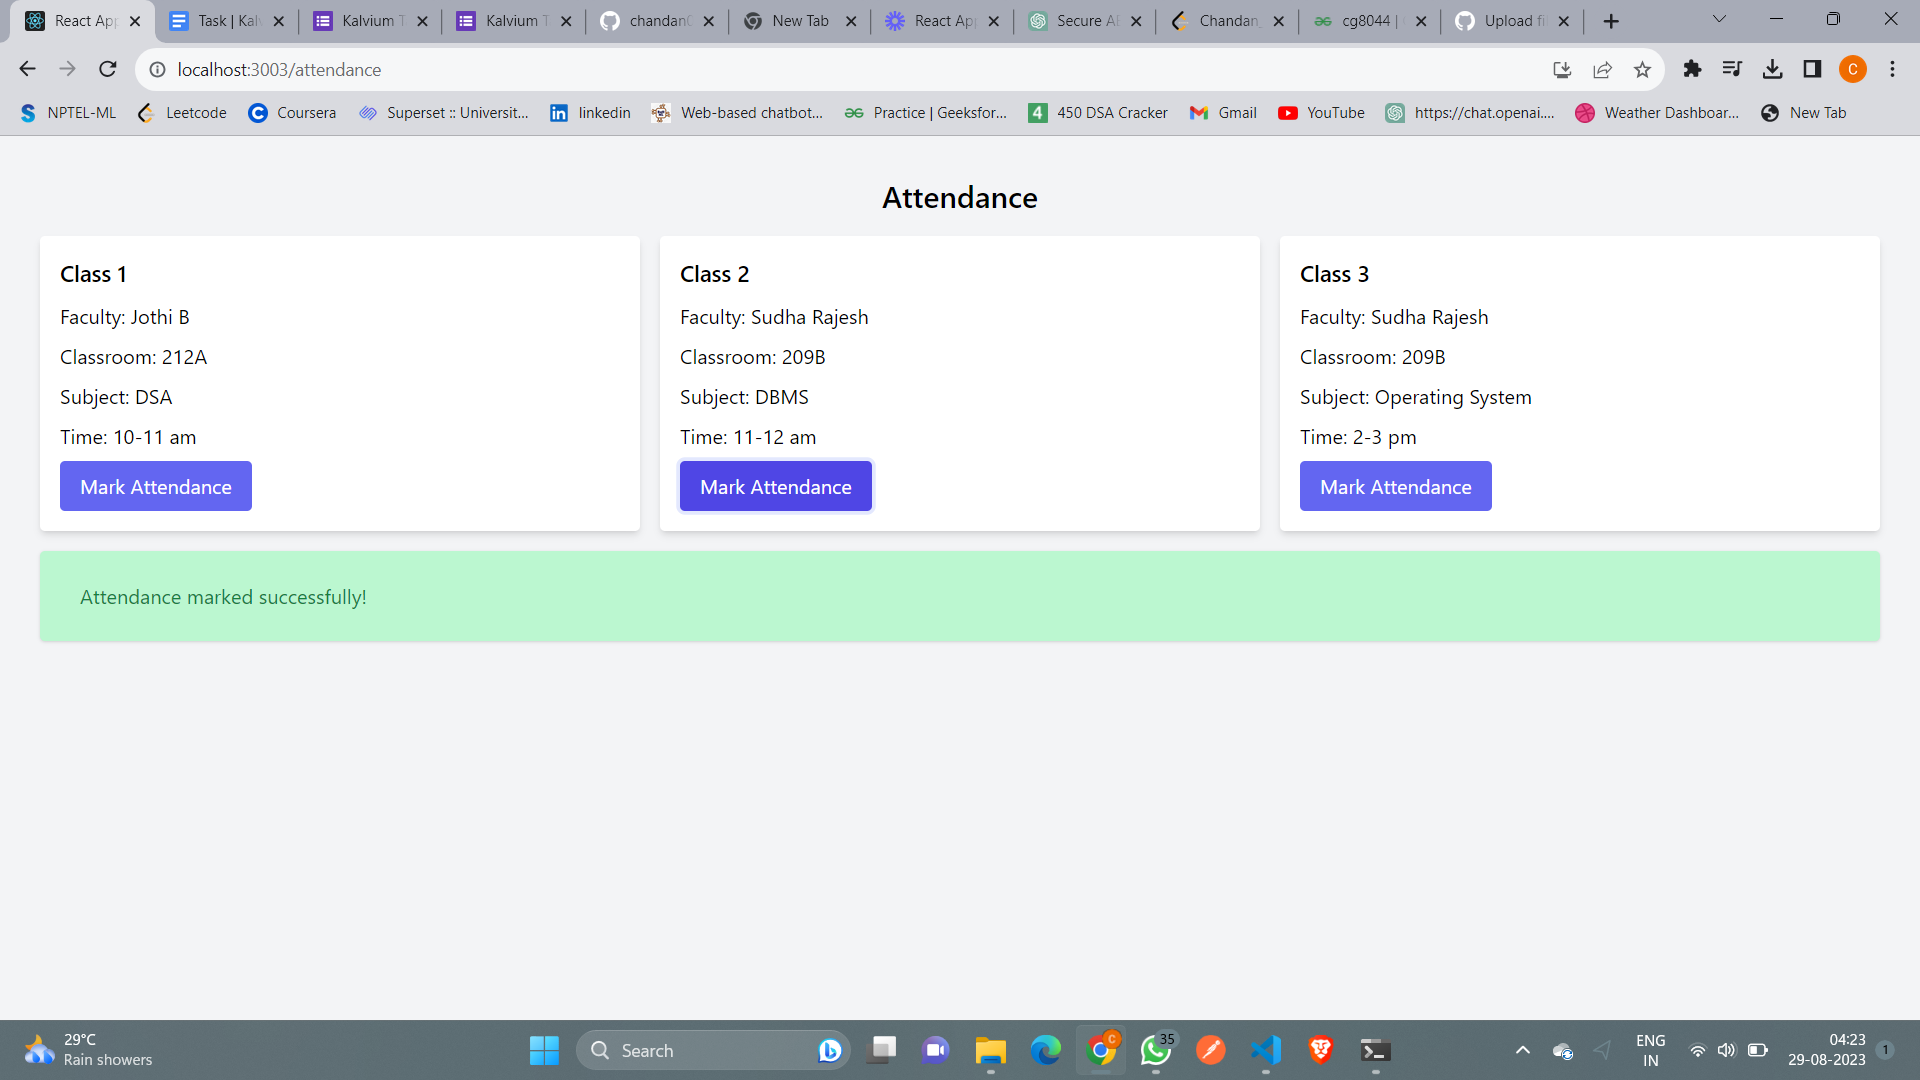 React App
Task | Kal
Kalvium T
Kalvium T
chandan
New Tab
React App
Secure A
Chandan_
cg8044 |
Upload fil
localhost:3003/attendance
C
NPTEL-ML
Leetcode
Coursera
Superset :: Universit...
linkedin
Web-based chatbot...
Practice | Geeksfor...
4
450 DSA Cracker
Gmail
YouTube
https://chat.openai....
Weather Dashboar...
New Tab
Attendance
Class 1
Faculty: Jothi B
Classroom: 212A
Subject: DSA
Time: 10-11 am
Mark Attendance
Class 2
Faculty: Sudha Rajesh
Classroom: 209B
Subject: DBMS
Time: 11-12 am
Mark Attendance
Class 3
Faculty: Sudha Rajesh
Classroom: 209B
Subject: Operating System
Time: 2-3 pm
Mark Attendance
Attendance marked successfully!
29°C
Rain showers
Search
C
35
ENG
IN
04:23
29-08-2023
1